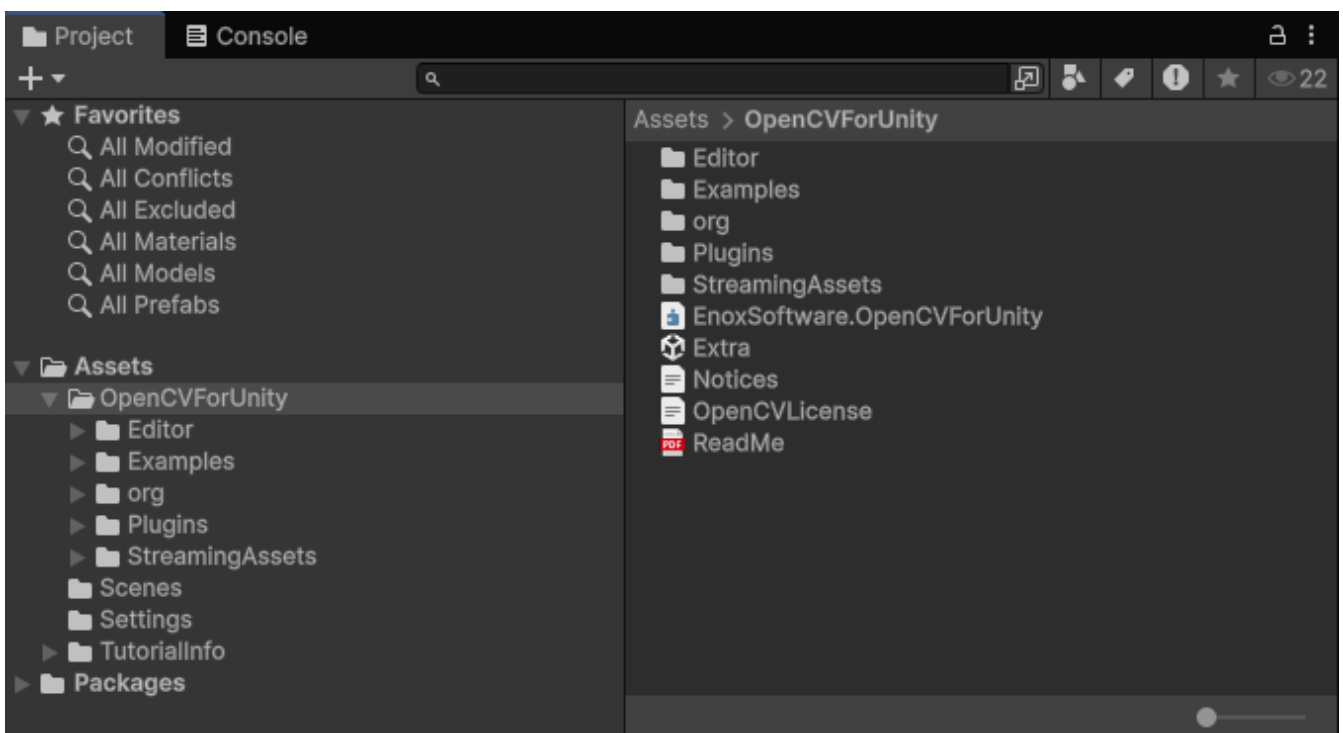 Project
Console
22
Favorites
All Modified
All Conflicts
All Excluded
All Materials
All Models
All Prefabs
Assets
OpenCVForUnity
Editor
Examples
org
Plugins
StreamingAssets
Scenes
Settings
TutorialInfo
Packages
Assets > OpenCVForUnity
Editor
Examples
org
Plugins
StreamingAssets
EnoxSoftware.OpenCVForUnity
Extra
Notices
OpenCVLicense
PDF ReadMe